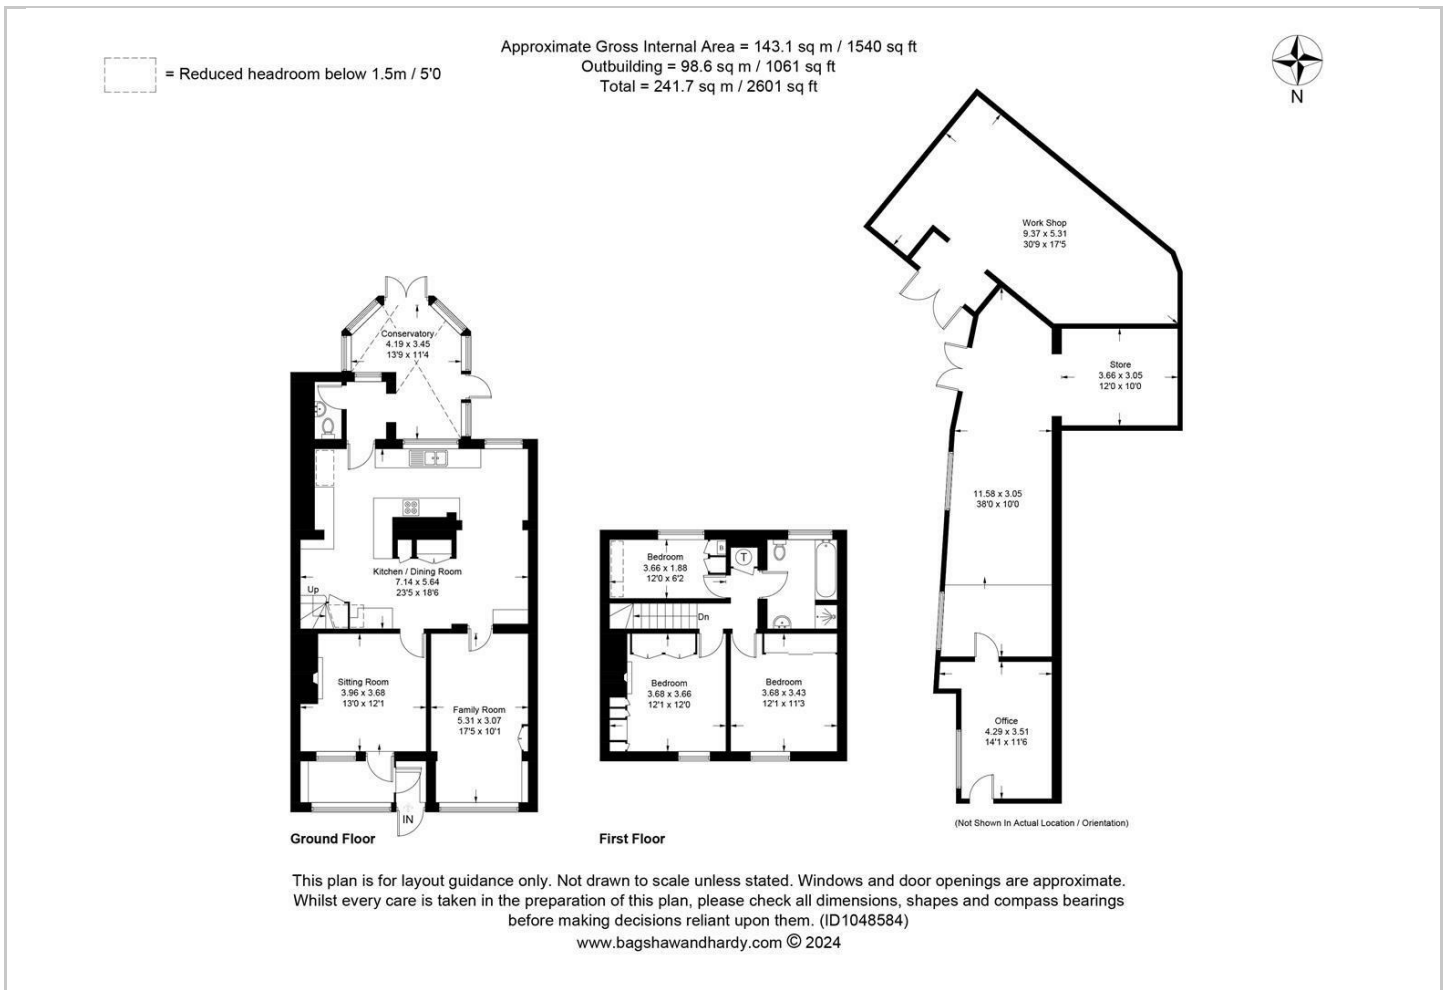 Approximate Gross Internal Area = 143.1 sq m / 1540 sq ft
Outbuilding = 98.6 sq m / 1061 sq ft
Total = 241.7 sq m / 2601 sq ft
= Reduced headroom below 1.5m / 5'0
N
Work Shop
9.37 x 5.31
30'9 x 17'5
Conservatory
4.19 x 3.45
13'9 x 11'4
Store
3.66 x 3.05
12'0 x 10'0
11.58 x 3.05
38'0 x 10'0
Kitchen / Dining Room
7.14 x 5.64
23'5 x 18'6
Up
Bedroom
3.66 x 1.88
12'0 x 6'2
B
T
Dn
Sitting Room
3.96 x 3.68
13'0 x 12'1
Family Room
5.31 x 3.07
17'5 x 10'1
Bedroom
3.68 x 3.66
12'1 x 12'0
Bedroom
3.68 x 3.43
12'1 x 11'3
Office
4.29 x 3.51
14'1 x 11'6
IN
(Not Shown In Actual Location / Orientation)
Ground Floor
First Floor
This plan is for layout guidance only. Not drawn to scale unless stated. Windows and door openings are approximate.
Whilst every care is taken in the preparation of this plan, please check all dimensions, shapes and compass bearings
before making decisions reliant upon them. (ID1048584)
www.bagshawandhardy.com © 2024